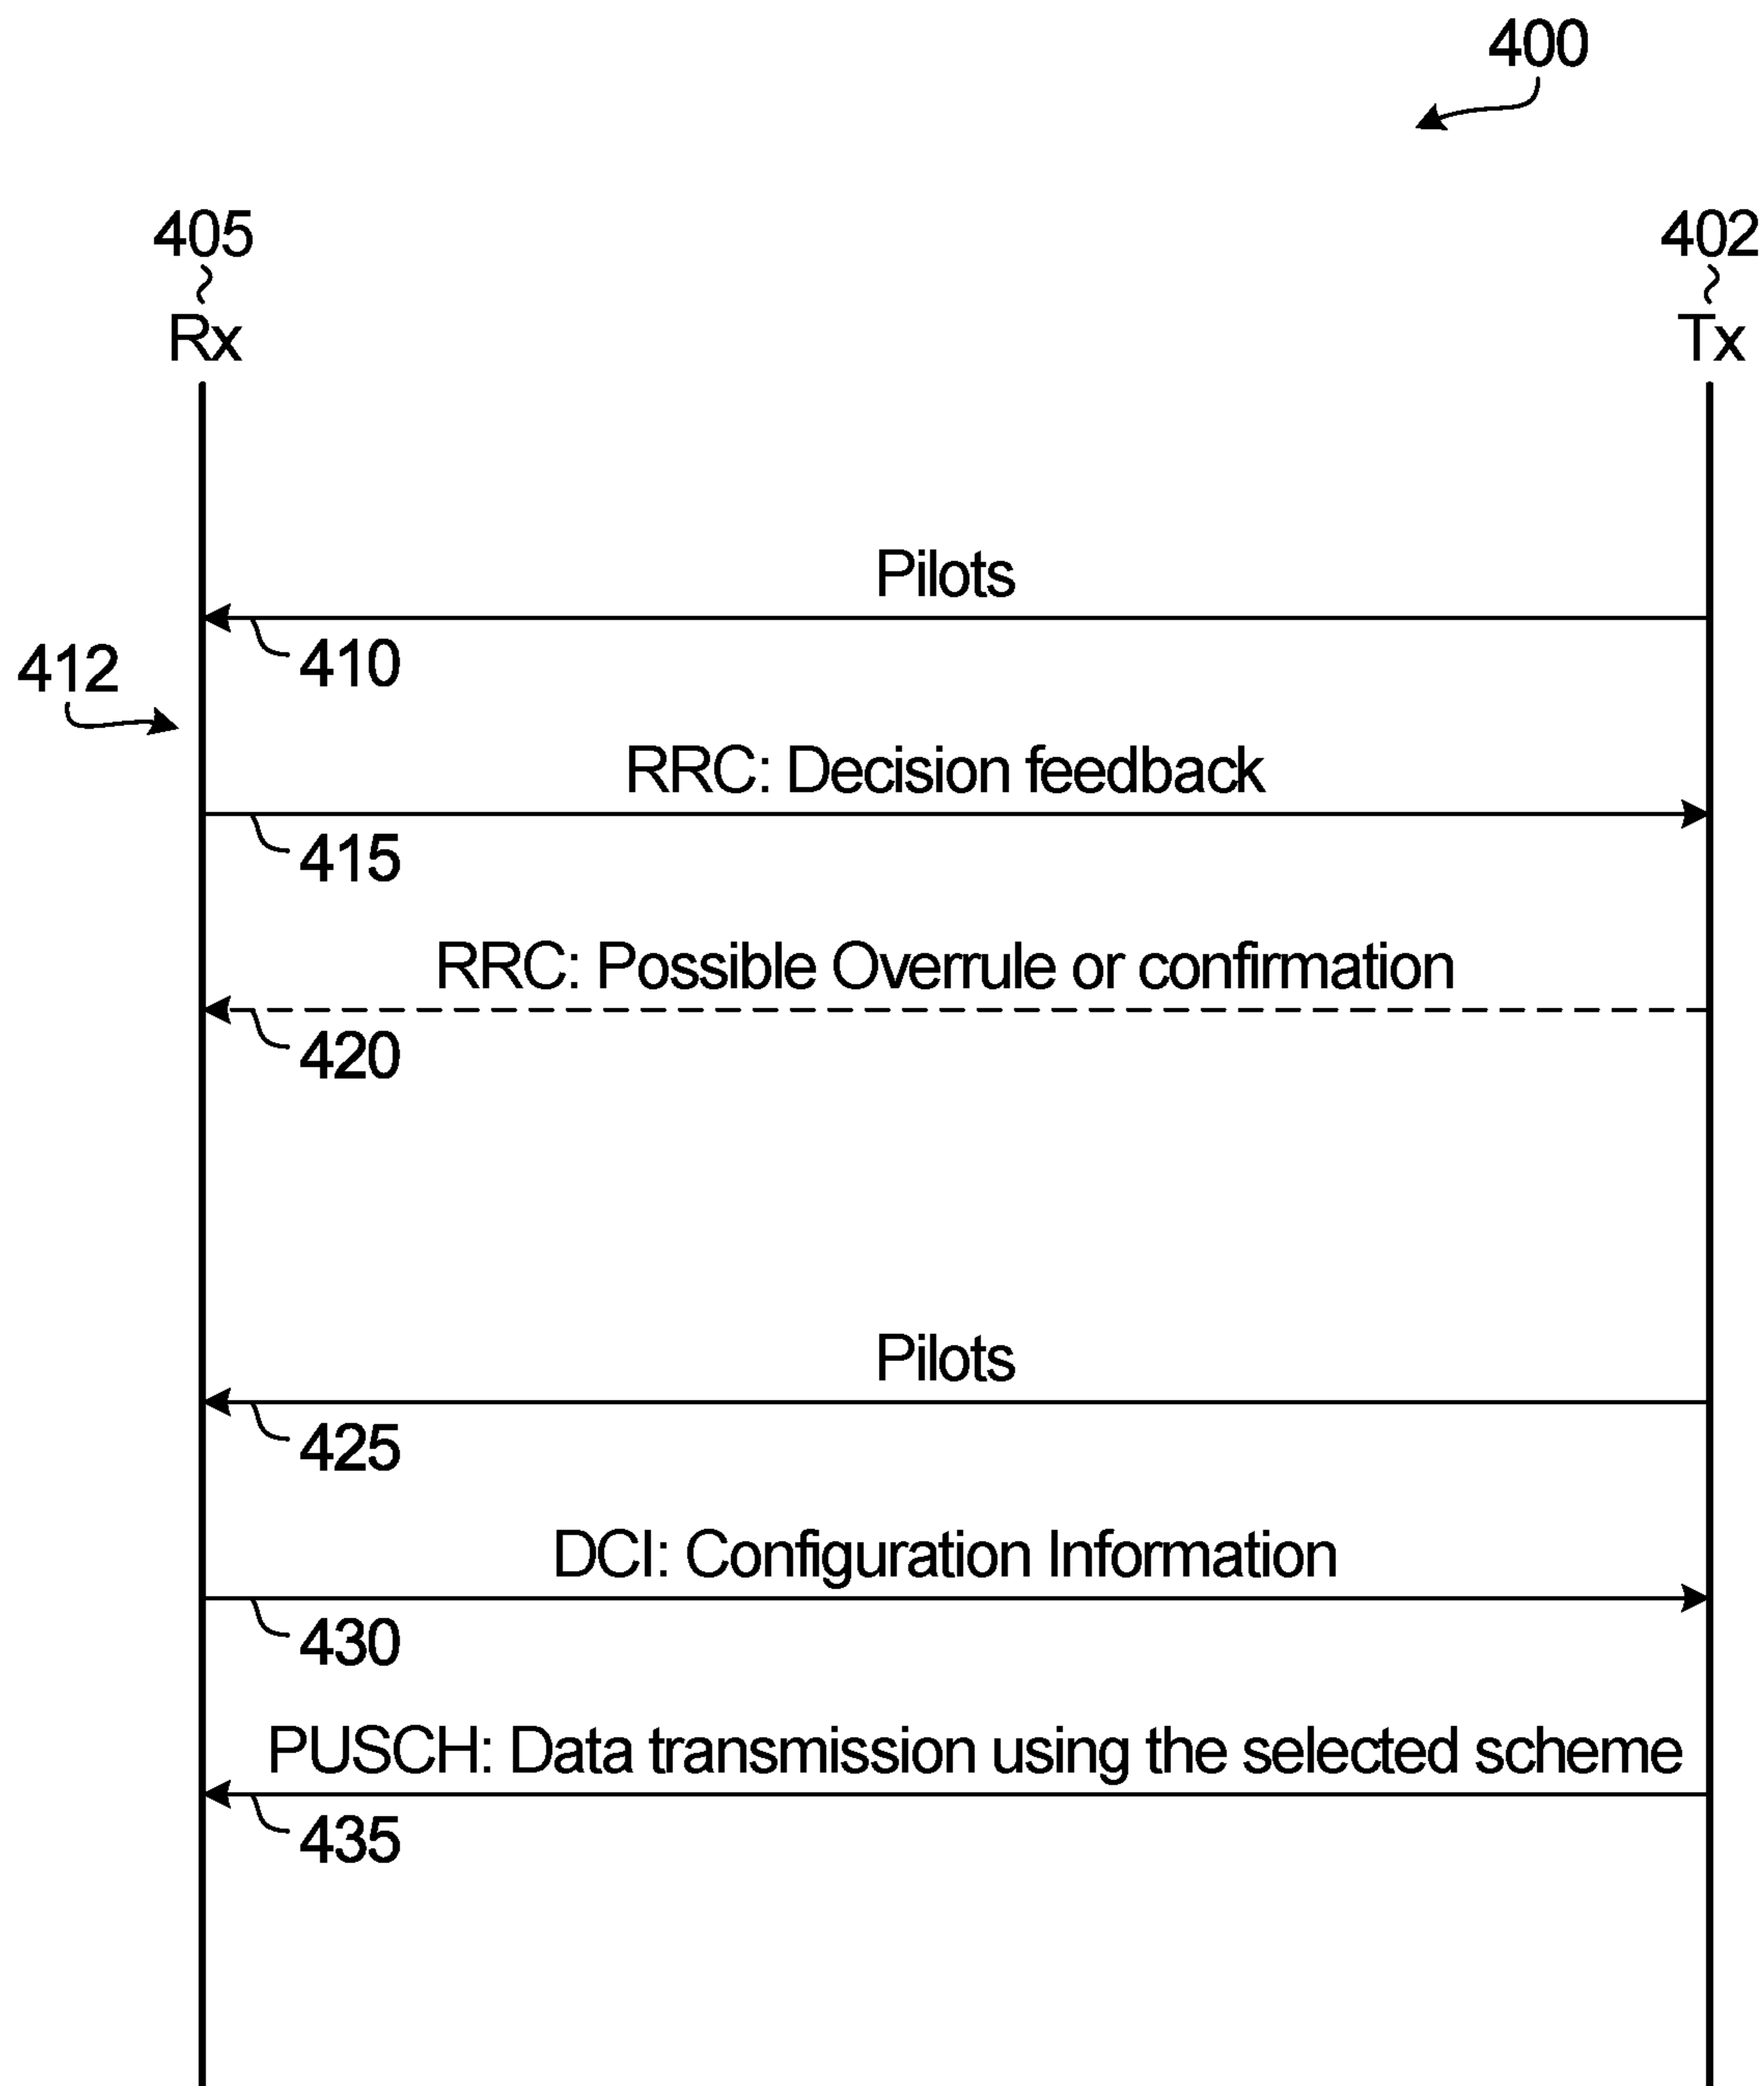 400
405
402
Rx
Tx
Pilots
410
412
RRC: Decision feedback
415
RRC: Possible Overrule or confirmation
420
Pilots
425
DCI: Configuration Information
430
PUSCH: Data transmission using the selected scheme
435